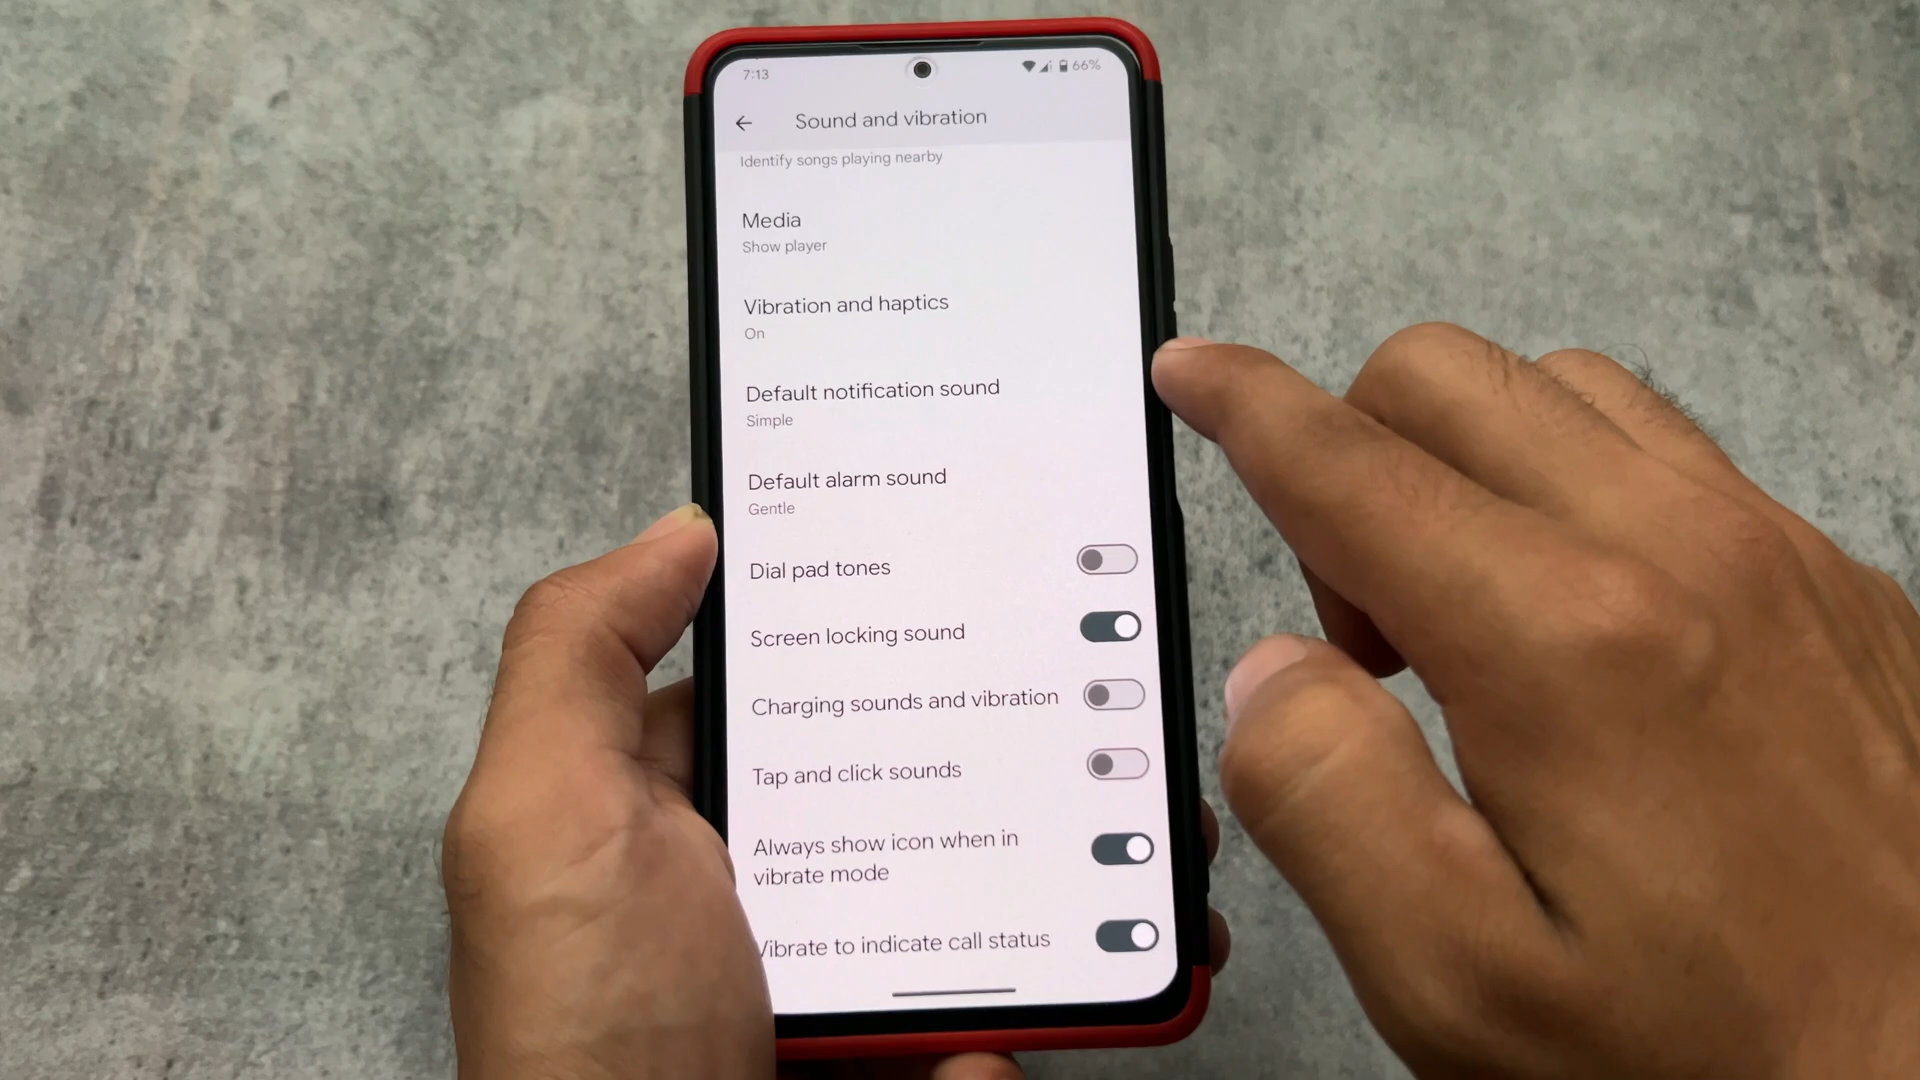 7:13
66%
Sound and vibration
Identify songs playing nearby
Media
Show player
Vibration and haptics
On
Default notification sound
Simple
Default alarm sound
Gentle
Dial pad tones
Screen locking sound
Charging sounds and vibration
Tap and click sounds
Always show icon when in
vibrate mode
Vibrate to indicate call status